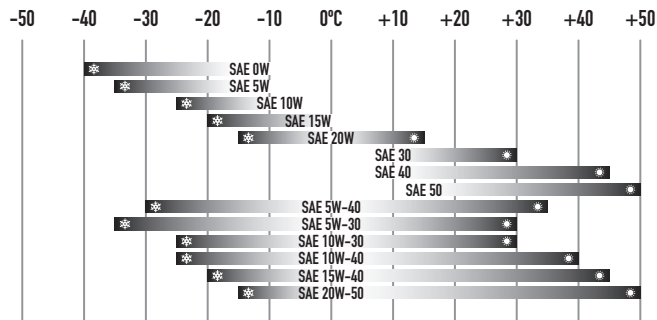 -50 -40 -30 -20 -10 0°C +10 +20 +30 +40 +50
SAE 0W
SAE 5W
SAE 10W
SAE 15W
SAE 20W
SAE 30
SAE 40
SAE 50
SAE 5W-40
SAE 5W-30
SAE 10W-30
SAE 10W-40
SAE 15W-40
SAE 20W-50